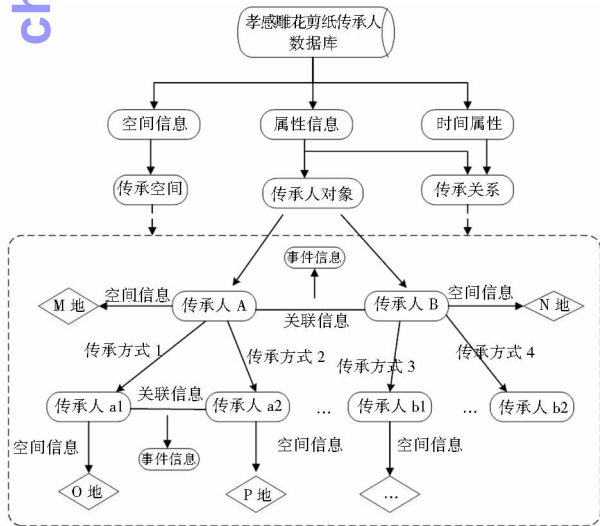 ch
孝感雕花剪纸传承人
数据库
空间信息
属性信息
时间属性
传承空间
传承人对象
传承关系
事件信息
M 地
空间信息
传承人 A
关联信息
传承人 B
空间信息
N 地
传承方式 1
传承方式 2
传承方式 3
传承方式 4
传承人 a1
关联信息
传承人 a2
...
传承人 b1
...
传承人 b2
空间信息
事件信息
空间信息
空间信息
O 地
P 地
...